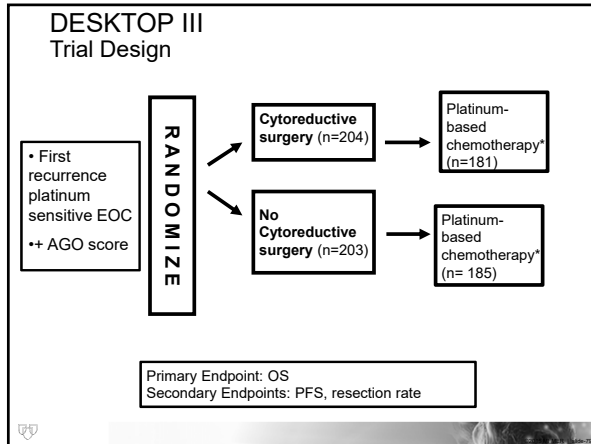 DESKTOP III
Trial Design
• First
recurrence
platinum
sensitive EOC
•+ AGO score
RANDOMIZE
Cytoreductive
surgery (n=204)
Platinum-
based
chemotherapy*
(n=181)
No
Cytoreductive
surgery (n=203)
Platinum-
based
chemotherapy*
(n= 185)
Primary Endpoint: OS
Secondary Endpoints: PFS, resection rate